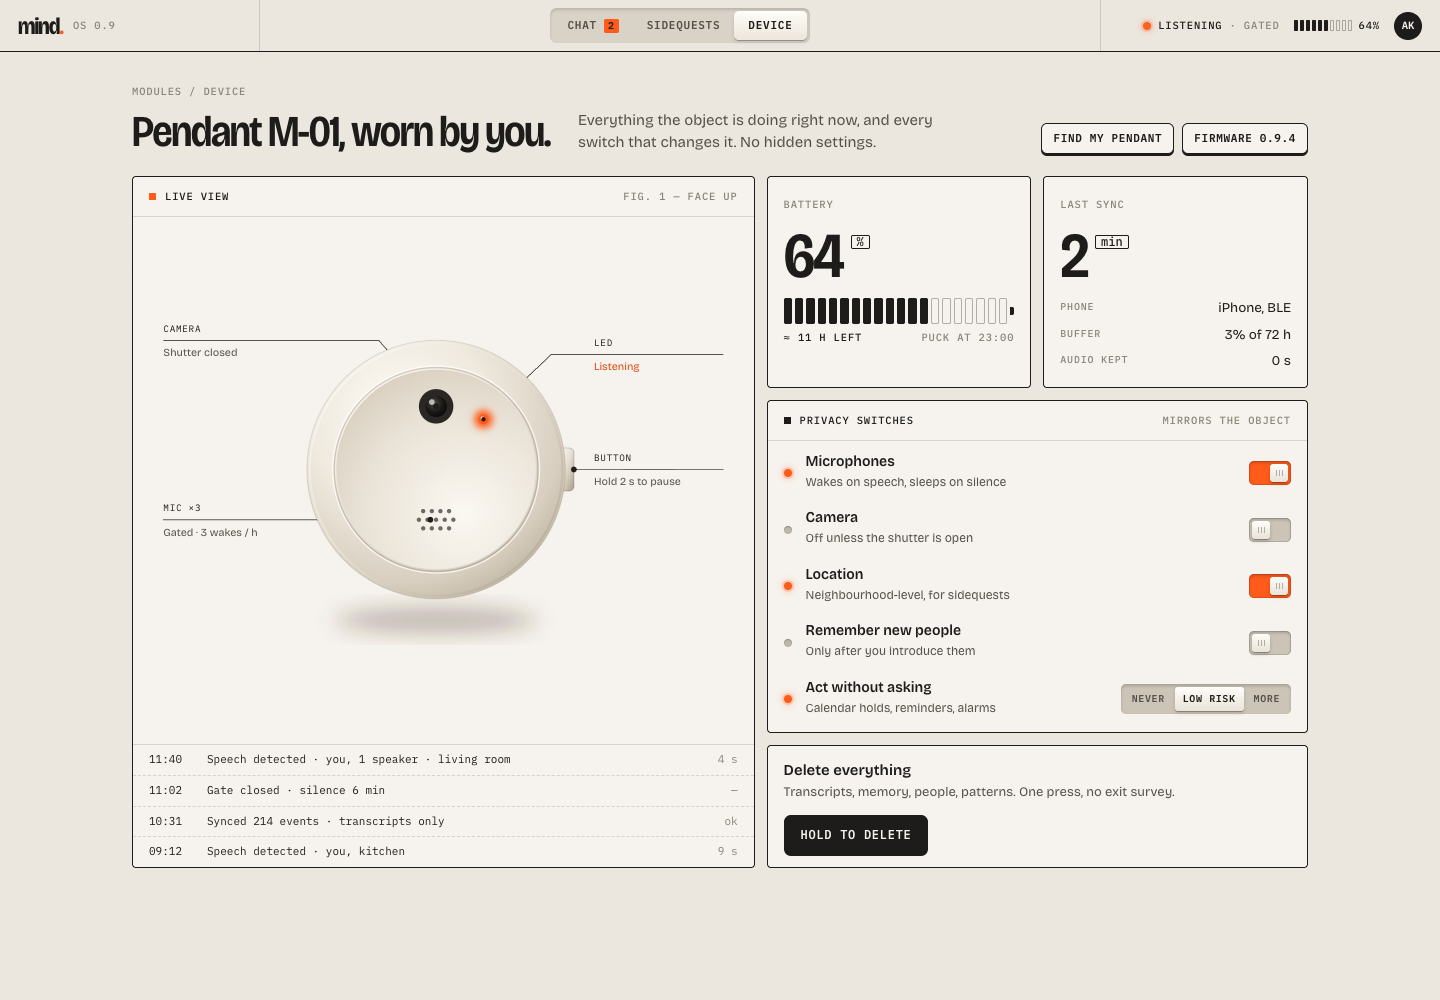 mind. OS 0.9
CHAT 2 SIDEQUESTS DEVICE
LISTENING · GATED 64% AK
MODULES / DEVICE
Pendant M-01, worn by you.
Everything the object is doing right now, and every
switch that changes it. No hidden settings.
FIND MY PENDANT FIRMWARE 0.9.4
LIVE VIEW FIG. 1 — FACE UP
CAMERA
Shutter closed
LED
Listening
BUTTON
Hold 2 s to pause
MIC ×3
Gated · 3 wakes / h
11:40 Speech detected · you, 1 speaker · living room 4 s
11:02 Gate closed · silence 6 min —
10:31 Synced 214 events · transcripts only ok
09:12 Speech detected · you, kitchen 9 s
BATTERY
64 %
≈ 11 H LEFT PUCK AT 23:00
LAST SYNC
2 min
PHONE iPhone, BLE
BUFFER 3% of 72 h
AUDIO KEPT 0 s
PRIVACY SWITCHES MIRRORS THE OBJECT
Microphones
Wakes on speech, sleeps on silence
Camera
Off unless the shutter is open
Location
Neighbourhood-level, for sidequests
Remember new people
Only after you introduce them
Act without asking
Calendar holds, reminders, alarms
NEVER LOW RISK MORE
Delete everything
Transcripts, memory, people, patterns. One press, no exit survey.
HOLD TO DELETE